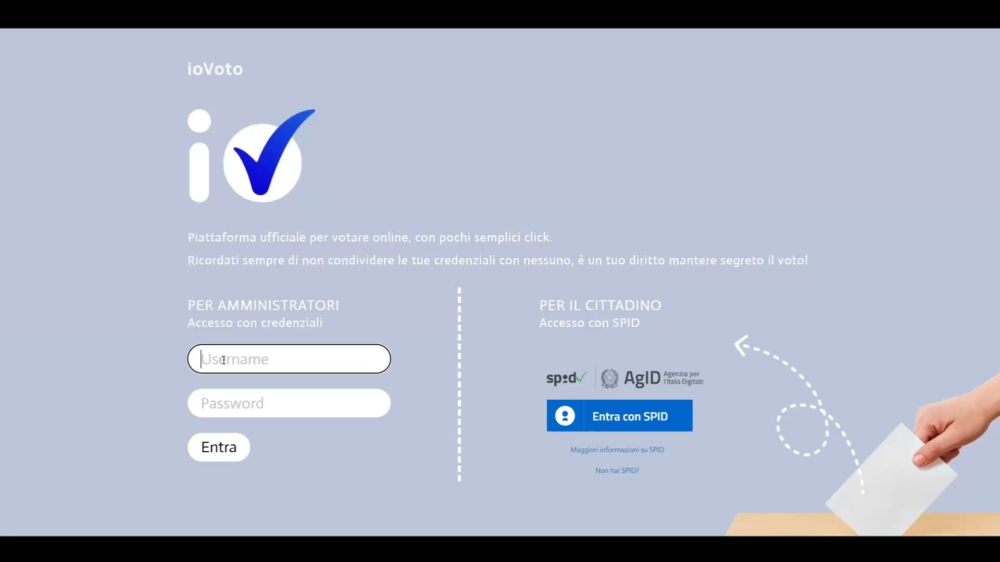 ioVoto
io
Piattaforma ufficiale per votare online, con pochi semplici click.
Ricordati sempre di non condividere le tue credenziali con nessuno, è un tuo diritto mantere segreto il voto!
PER AMMINISTRATORI
Accesso con credenziali
Username
Password
Entra
PER IL CITTADINO
Accesso con SPID
spid AgID Agenzia per
l'Italia Digitale
Entra con SPID
Maggiori informazioni su SPID
Non hai SPID?